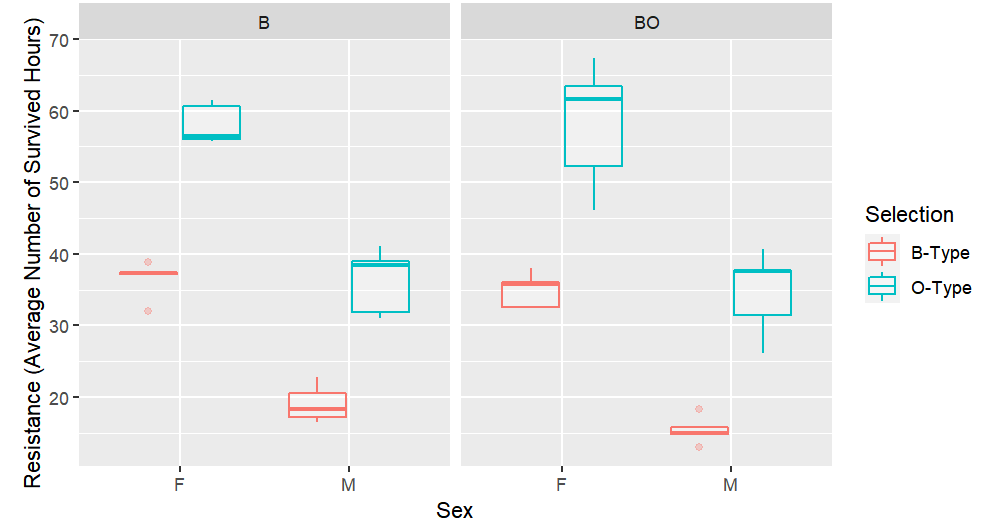 B
BO
Resistance (Average Number of Survived Hours)
70
60
50
40
30
20
F
M
F
M
Sex
Selection
B-Type
O-Type